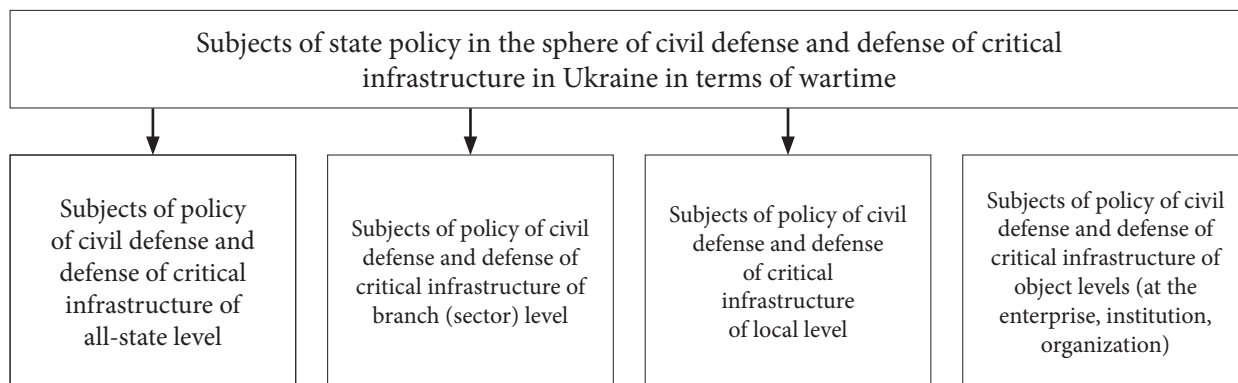 Subjects of state policy in the sphere of civil defense and defense of critical
infrastructure in Ukraine in terms of wartime
Subjects of policy
of civil defense and
defense of critical
infrastructure of
all-state level
Subjects of policy of civil
defense and defense of
critical infrastructure of
branch (sector) level
Subjects of policy of civil
defense and defense
of critical
infrastructure
of local level
Subjects of policy of civil
defense and defense of
critical infrastructure of
object levels (at the
enterprise, institution,
organization)